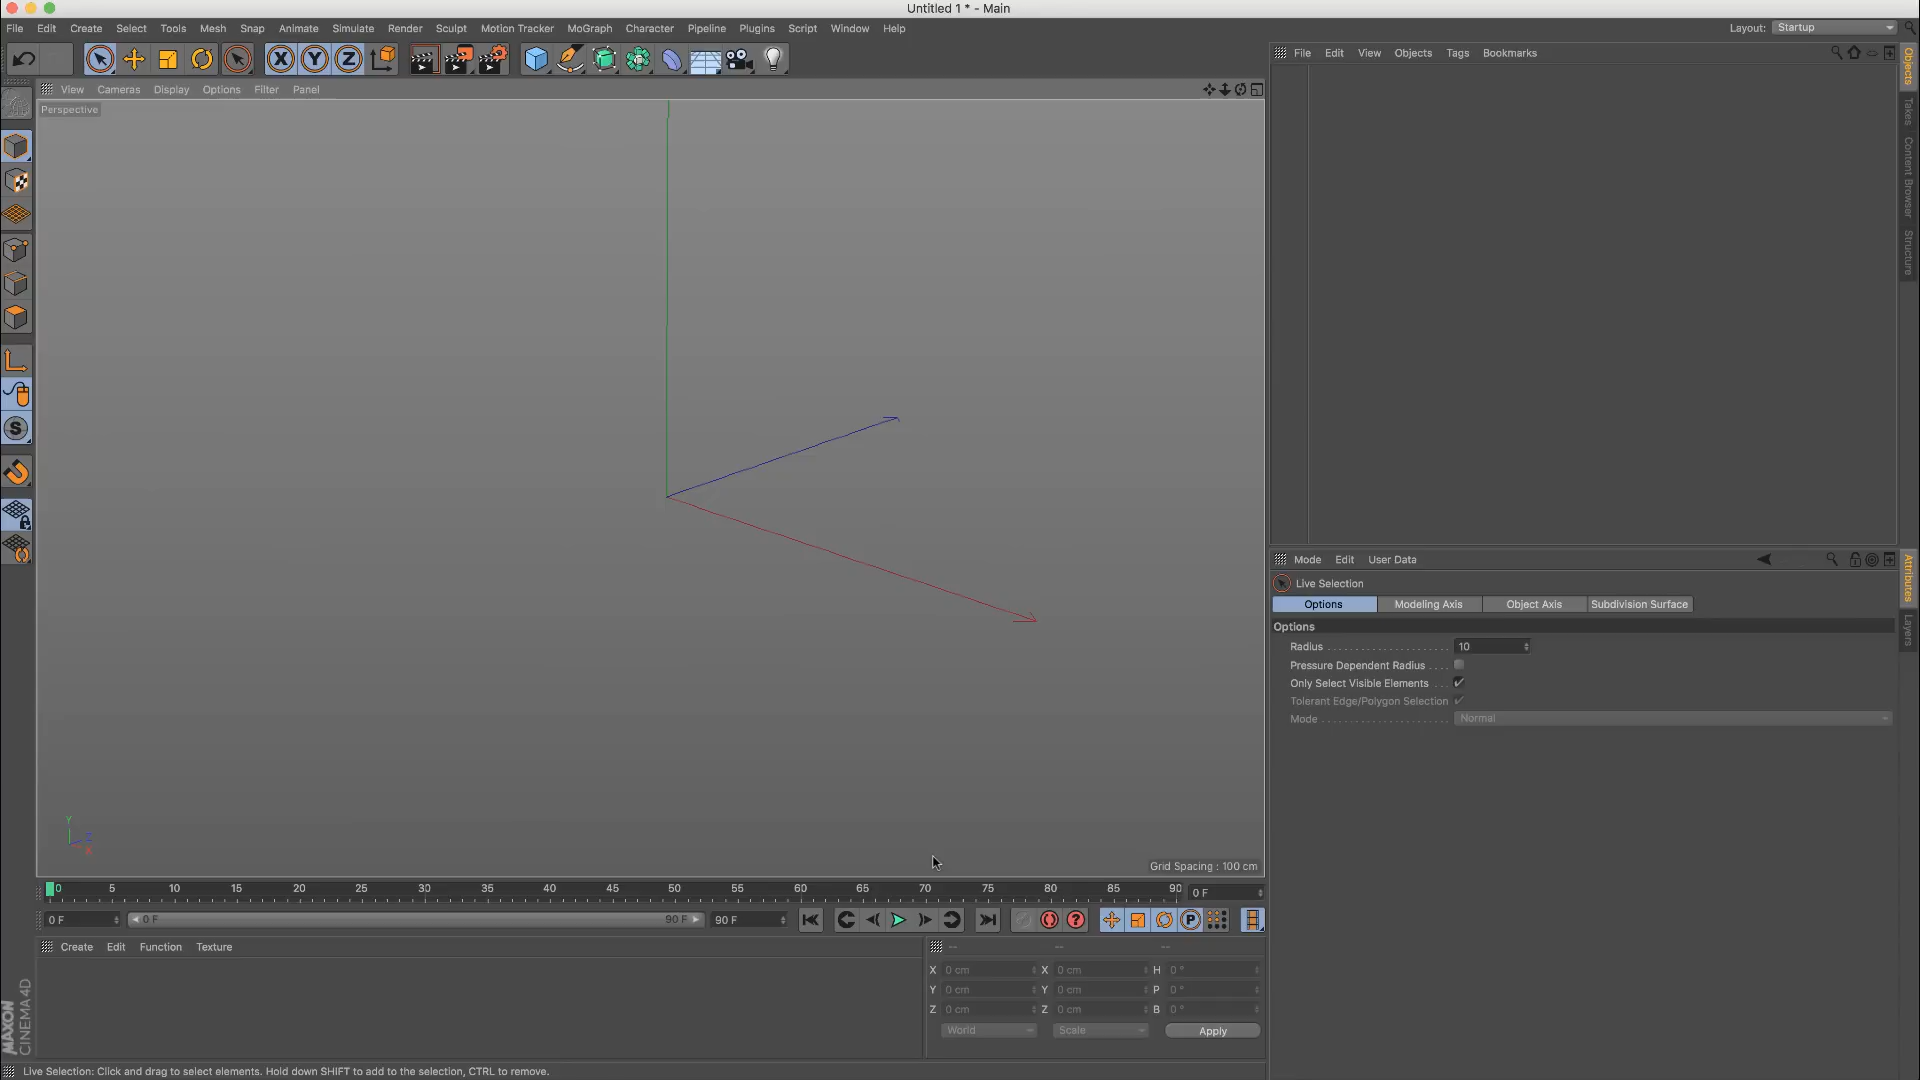 Untitled 1 * - Main
File Edit Create Select Tools Mesh Snap Animate Simulate Render Sculpt Motion Tracker MoGraph Character Pipeline Plugins Script Window Help
Layout: Startup
X Y Z
File Edit View Objects Tags Bookmarks
View Cameras Display Options Filter Panel
Perspective
Objects
Takes
Content Browser
Structure
S
Mode Edit User Data
Live Selection
Options Modeling Axis Object Axis Subdivision Surface
Options
Radius 10
Pressure Dependent Radius
Only Select Visible Elements
Tolerant Edge/Polygon Selection
Mode Normal
Attributes
Layers
Y
Z
X
Grid Spacing : 100 cm
0 5 10 15 20 25 30 35 40 45 50 55 60 65 70 75 80 85 90 0 F
0 F 0 F 90 F 90 F ? P
Create Edit Function Texture
-- -- --
X 0 cm X 0 cm H 0 °
Y 0 cm Y 0 cm P 0 °
Z 0 cm Z 0 cm B 0 °
World Scale Apply
MAXON
CINEMA 4D
Live Selection: Click and drag to select elements. Hold down SHIFT to add to the selection, CTRL to remove.